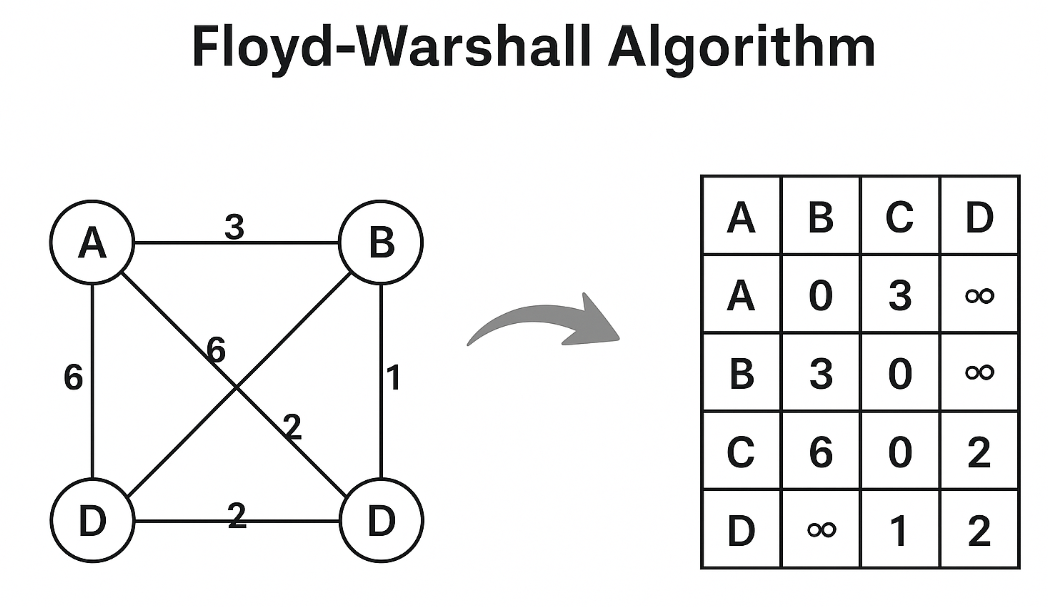 Floyd-Warshall Algorithm
A 3 B
6 6 1
2
D 2 D
A B C D
A 0 3 ∞
B 3 0 ∞
C 6 0 2
D ∞ 1 2